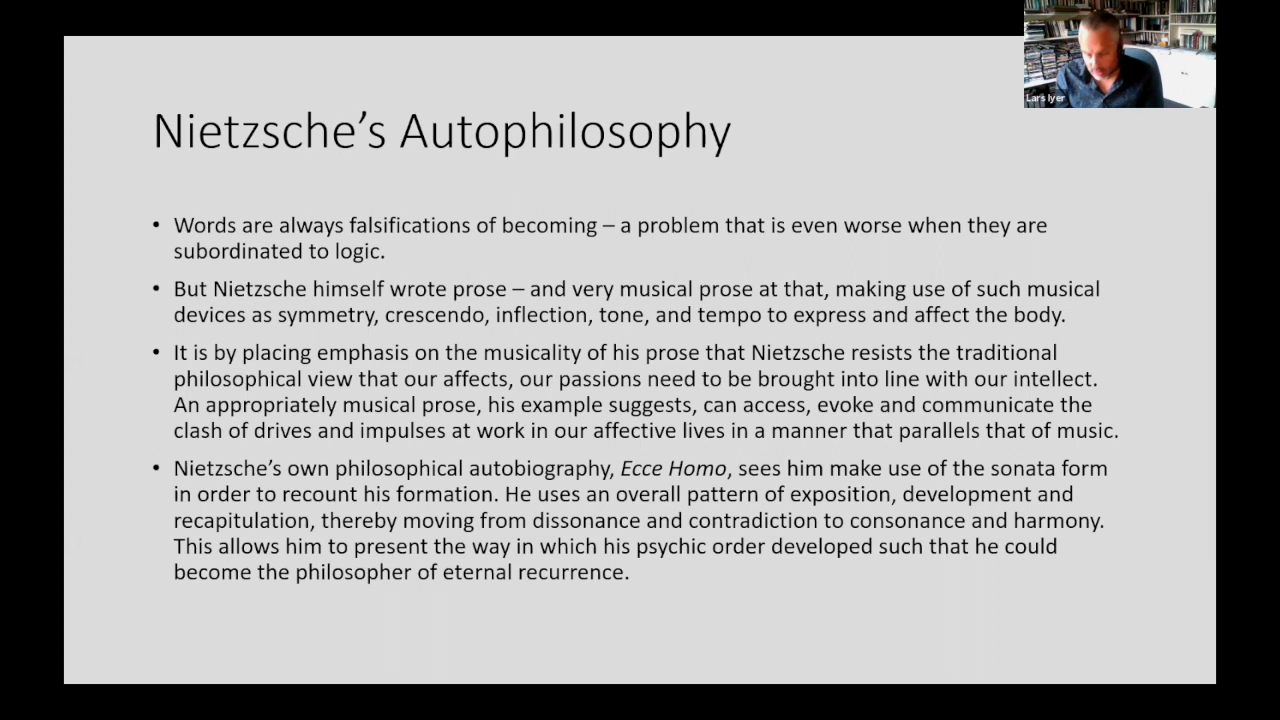 Lars Iyer
Nietzsche’s Autophilosophy
• Words are always falsifications of becoming – a problem that is even worse when they are
subordinated to logic.
• But Nietzsche himself wrote prose – and very musical prose at that, making use of such musical
devices as symmetry, crescendo, inflection, tone, and tempo to express and affect the body.
• It is by placing emphasis on the musicality of his prose that Nietzsche resists the traditional
philosophical view that our affects, our passions need to be brought into line with our intellect.
An appropriately musical prose, his example suggests, can access, evoke and communicate the
clash of drives and impulses at work in our affective lives in a manner that parallels that of music.
• Nietzsche’s own philosophical autobiography, Ecce Homo, sees him make use of the sonata form
in order to recount his formation. He uses an overall pattern of exposition, development and
recapitulation, thereby moving from dissonance and contradiction to consonance and harmony.
This allows him to present the way in which his psychic order developed such that he could
become the philosopher of eternal recurrence.